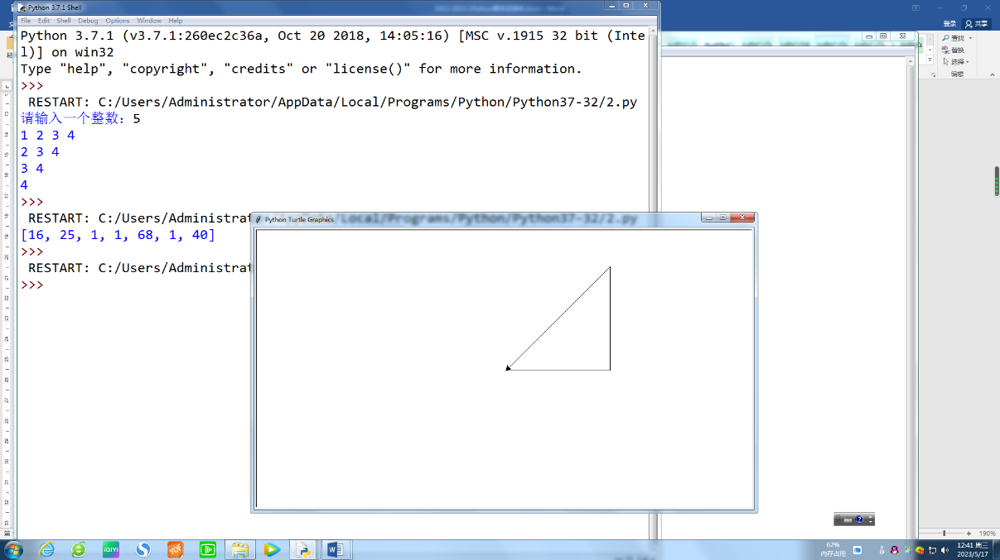 Python 3.7.1 Shell
File Edit Shell Debug Options Window Help
Python 3.7.1 (v3.7.1:260ec2c36a, Oct 20 2018, 14:05:16) [MSC v.1915 32 bit (Inte
l)] on win32
Type "help", "copyright", "credits" or "license()" for more information.
>>>
RESTART: C:/Users/Administrator/AppData/Local/Programs/Python/Python37-32/2.py
请输入一个整数：5
1 2 3 4
2 3 4
3 4
4
>>>
RESTART: C:/Users/Administrat
/Local/Programs/Python/Python37-32/2.py
[16, 25, 1, 1, 68, 1, 40]
>>>
RESTART: C:/Users/Administrat
>>>
Python Turtle Graphics
登录 共享
查找
替换
选择
编辑
190%
62%
内存占用
12:41 周三
2023/5/17